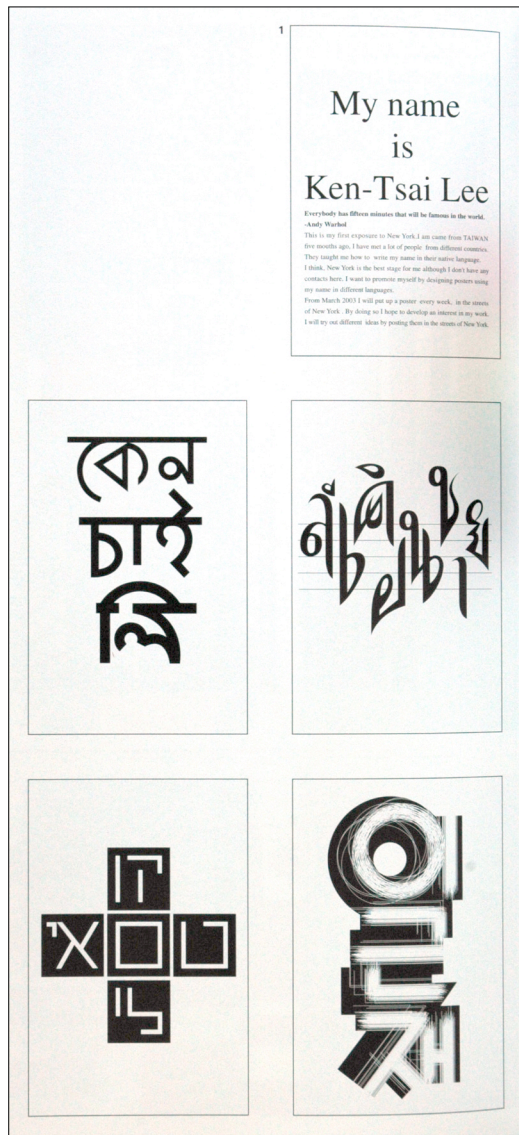 1
My name
is
Ken-Tsai Lee
Everybody has fifteen minutes that will be famous in the world.
-Andy Warhol
This is my first exposure to New York.I am came from TAIWAN
five mouths ago, I have met a lot of people from different countries.
They taught me how to write my name in their native language.
I think, New York is the best stage for me although I don't have any
contacts here. I want to promote myself by designing posters using
my name in different languages.
From March 2003 I will put up a poster every week, in the streets
of New York . By doing so I hope to develop an interest in my work.
I will try out different ideas by posting them in the streets of New York.
কেন
চাই
לי
이근재